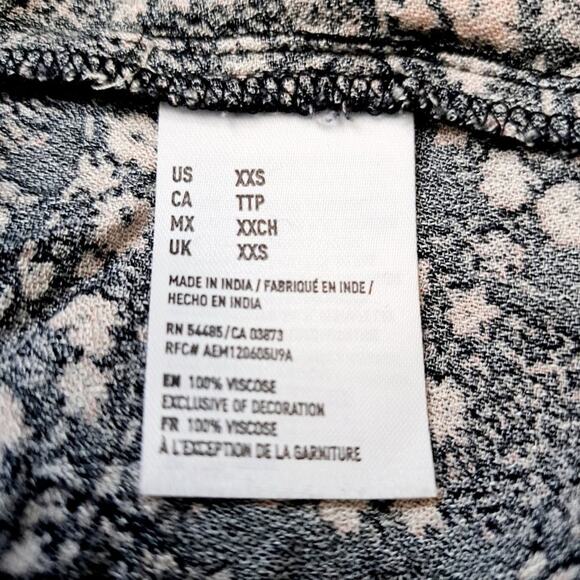 US XXS
CA TTP
MX XXCH
UK XXS
MADE IN INDIA / FABRIQUÉ EN INDE /
HECHO EN INDIA
RN 54485/CA 03873
RFC# AEM120605U9A
EN 100% VISCOSE
EXCLUSIVE OF DECORATION
FR 100% VISCOSE
À L'EXCEPTION DE LA GARNITURE